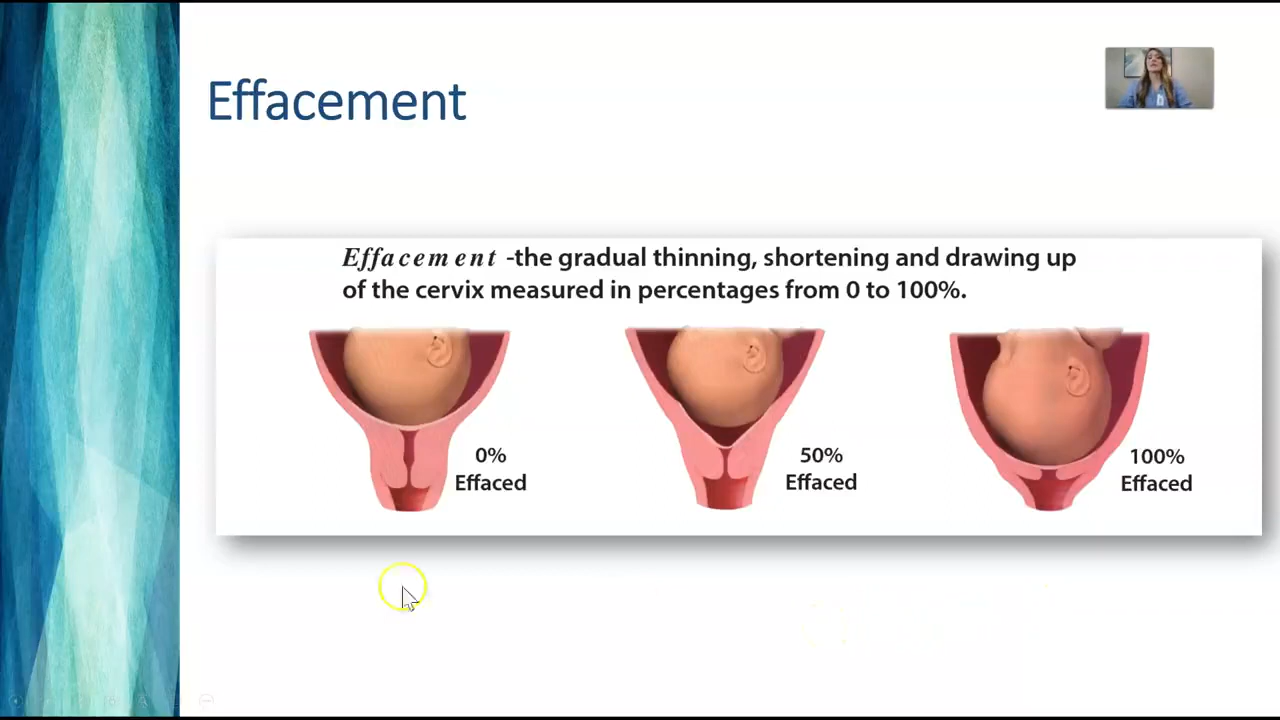 Effacement
Effacement -the gradual thinning, shortening and drawing up
of the cervix measured in percentages from 0 to 100%.
0%
Effaced
50%
Effaced
100%
Effaced